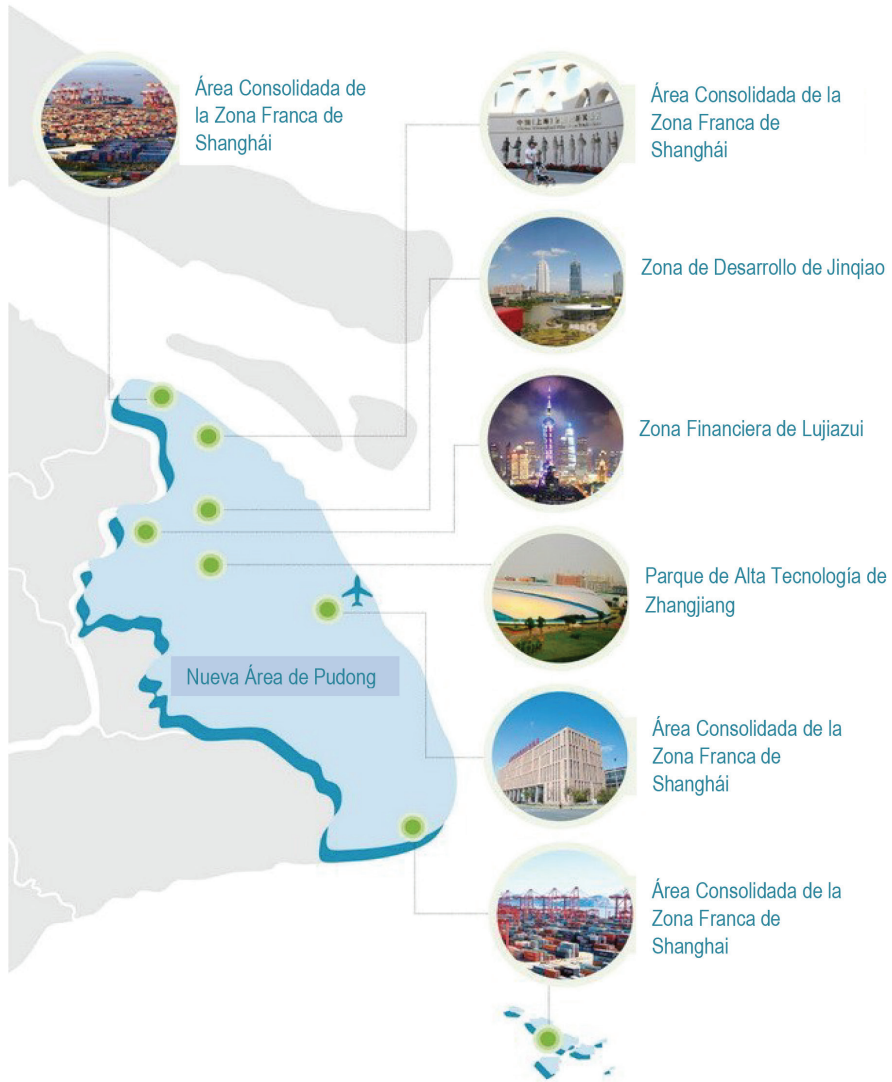 Área Consolidada de
la Zona Franca de
Shanghái
Área Consolidada de la
Zona Franca de
Shanghái
Zona de Desarrollo de Jinqiao
Zona Financiera de Lujiazui
Parque de Alta Tecnología de
Zhangjiang
Nueva Área de Pudong
Área Consolidada de la
Zona Franca de
Shanghái
Área Consolidada de la
Zona Franca de
Shanghai